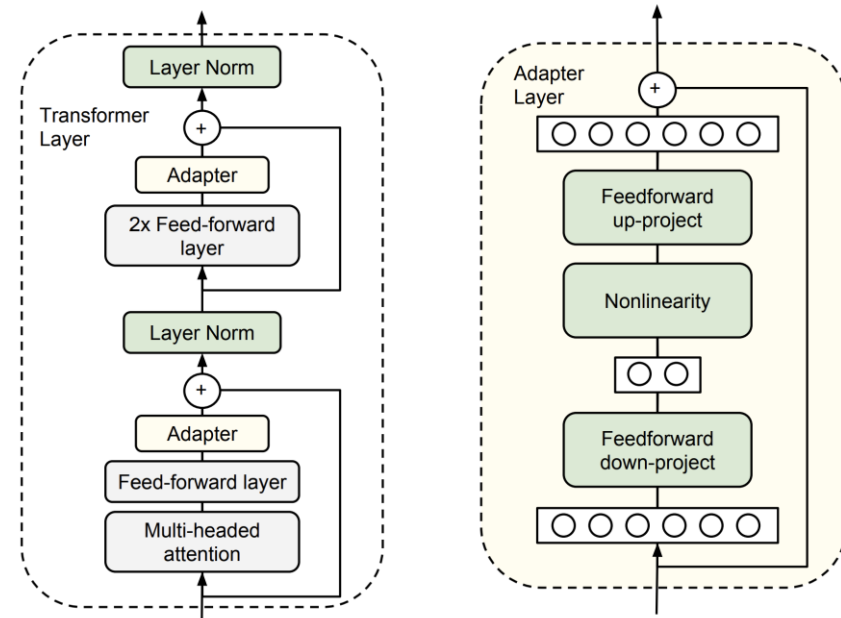 Layer Norm
Transformer
Layer
+
Adapter
2x Feed-forward
layer
Layer Norm
+
Adapter
Feed-forward layer
Multi-headed
attention
Adapter
Layer
+
Feedforward
up-project
Nonlinearity
Feedforward
down-project